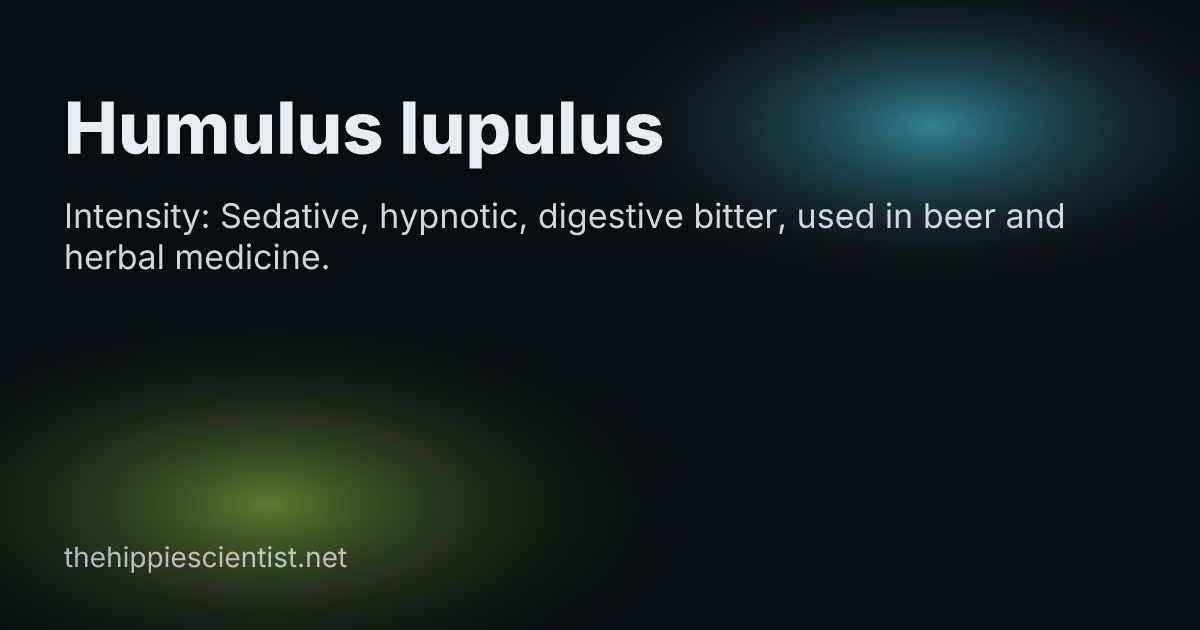 Humulus lupulus
Intensity: Sedative, hypnotic, digestive bitter, used in beer and
herbal medicine.
thehippiescientist.net